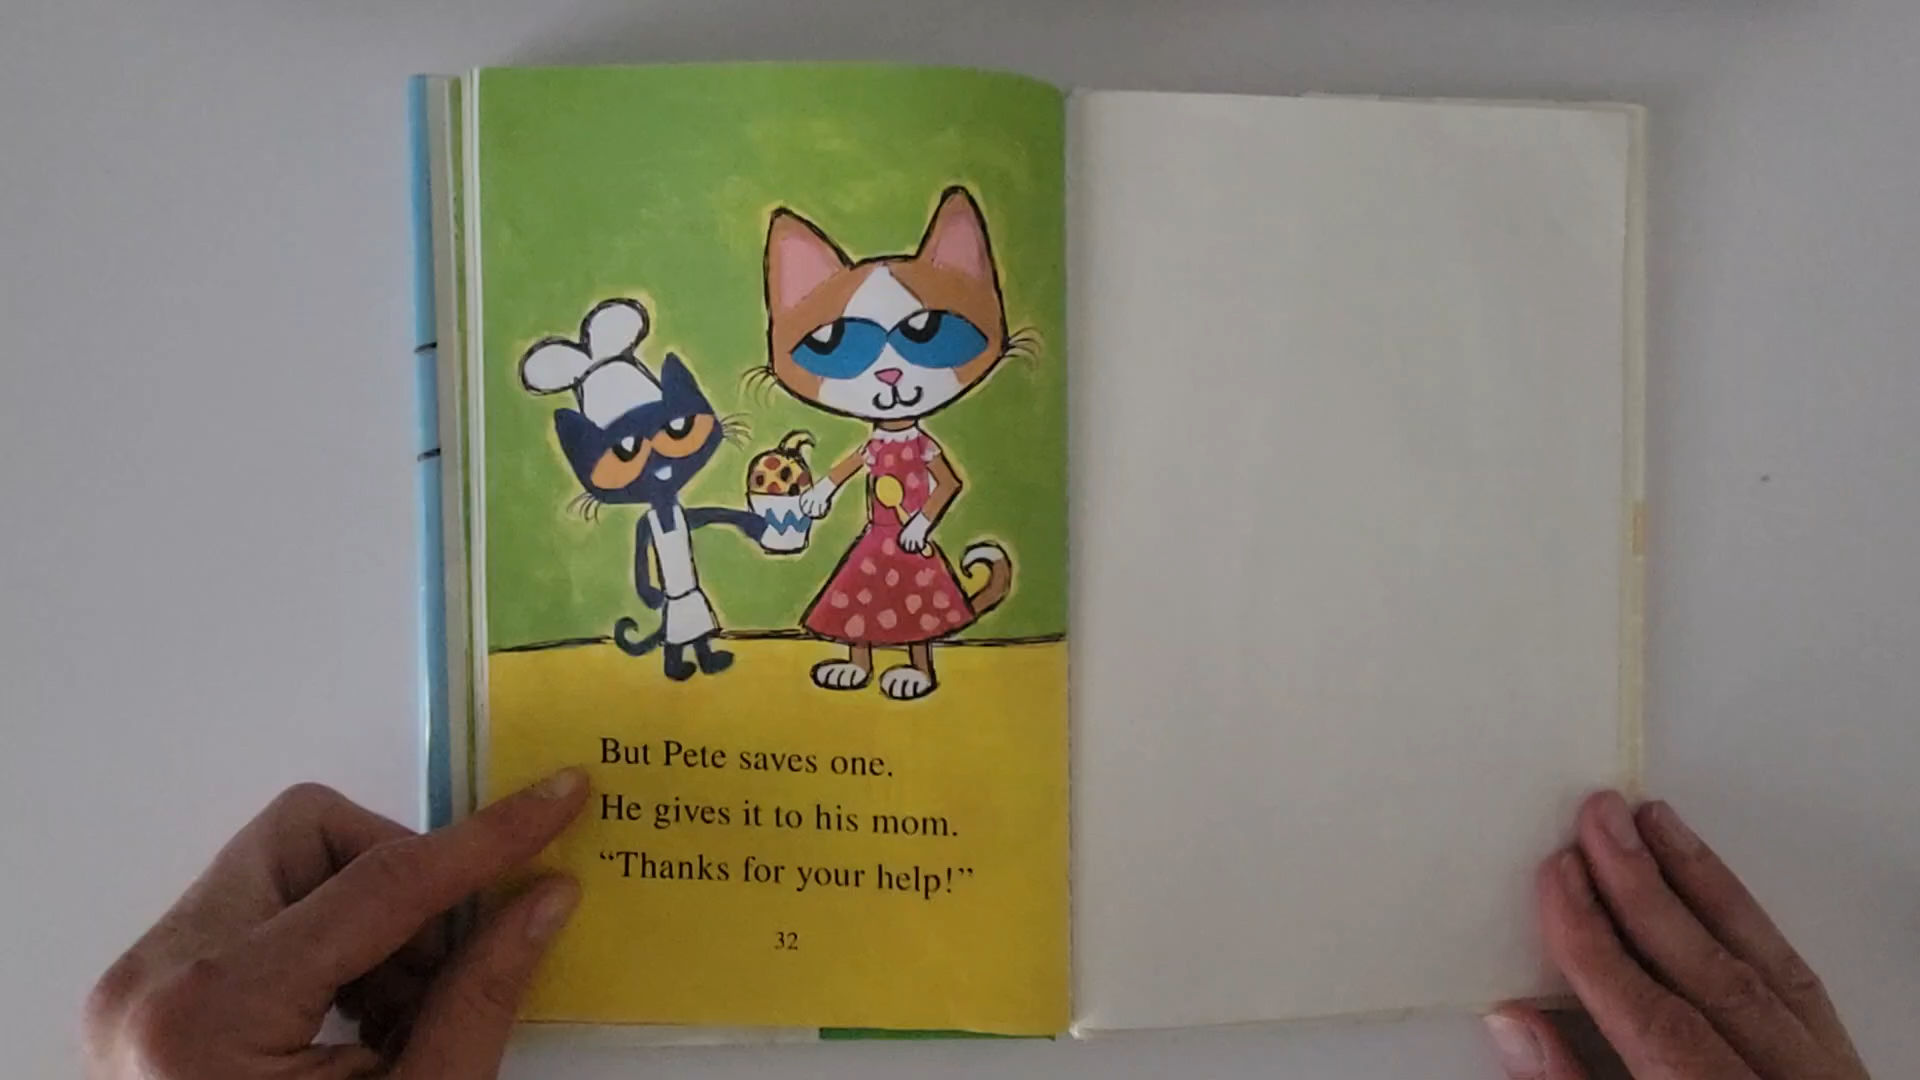 But Pete saves one.
He gives it to his mom.
“Thanks for your help!”
32